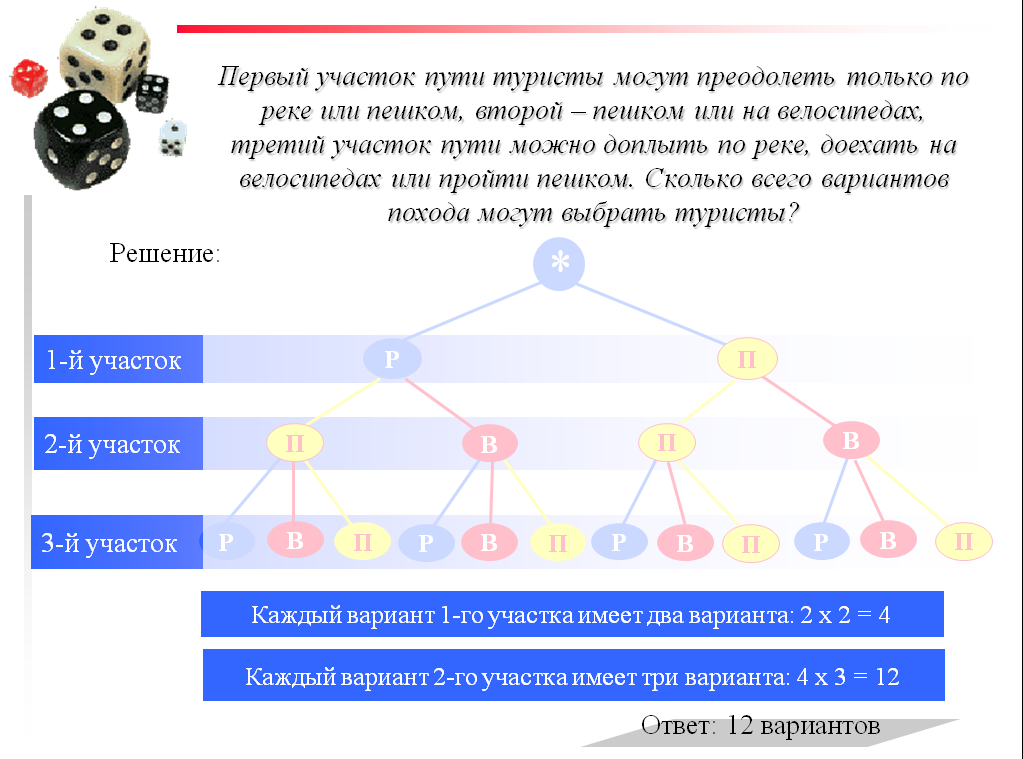 Первый участок пути туристы могут преодолеть только по
реке или пешком, второй – пешком или на велосипедах,
третий участок пути можно доплыть по реке, доехать на
велосипедах или пройти пешком. Сколько всего вариантов
похода могут выбрать туристы?
Решение:
*
1-й участок
Р П
2-й участок
П В П В
3-й участок
Р В П Р В П Р В П Р В П
Каждый вариант 1-го участка имеет два варианта: 2 х 2 = 4
Каждый вариант 2-го участка имеет три варианта: 4 х 3 = 12
Ответ: 12 вариантов